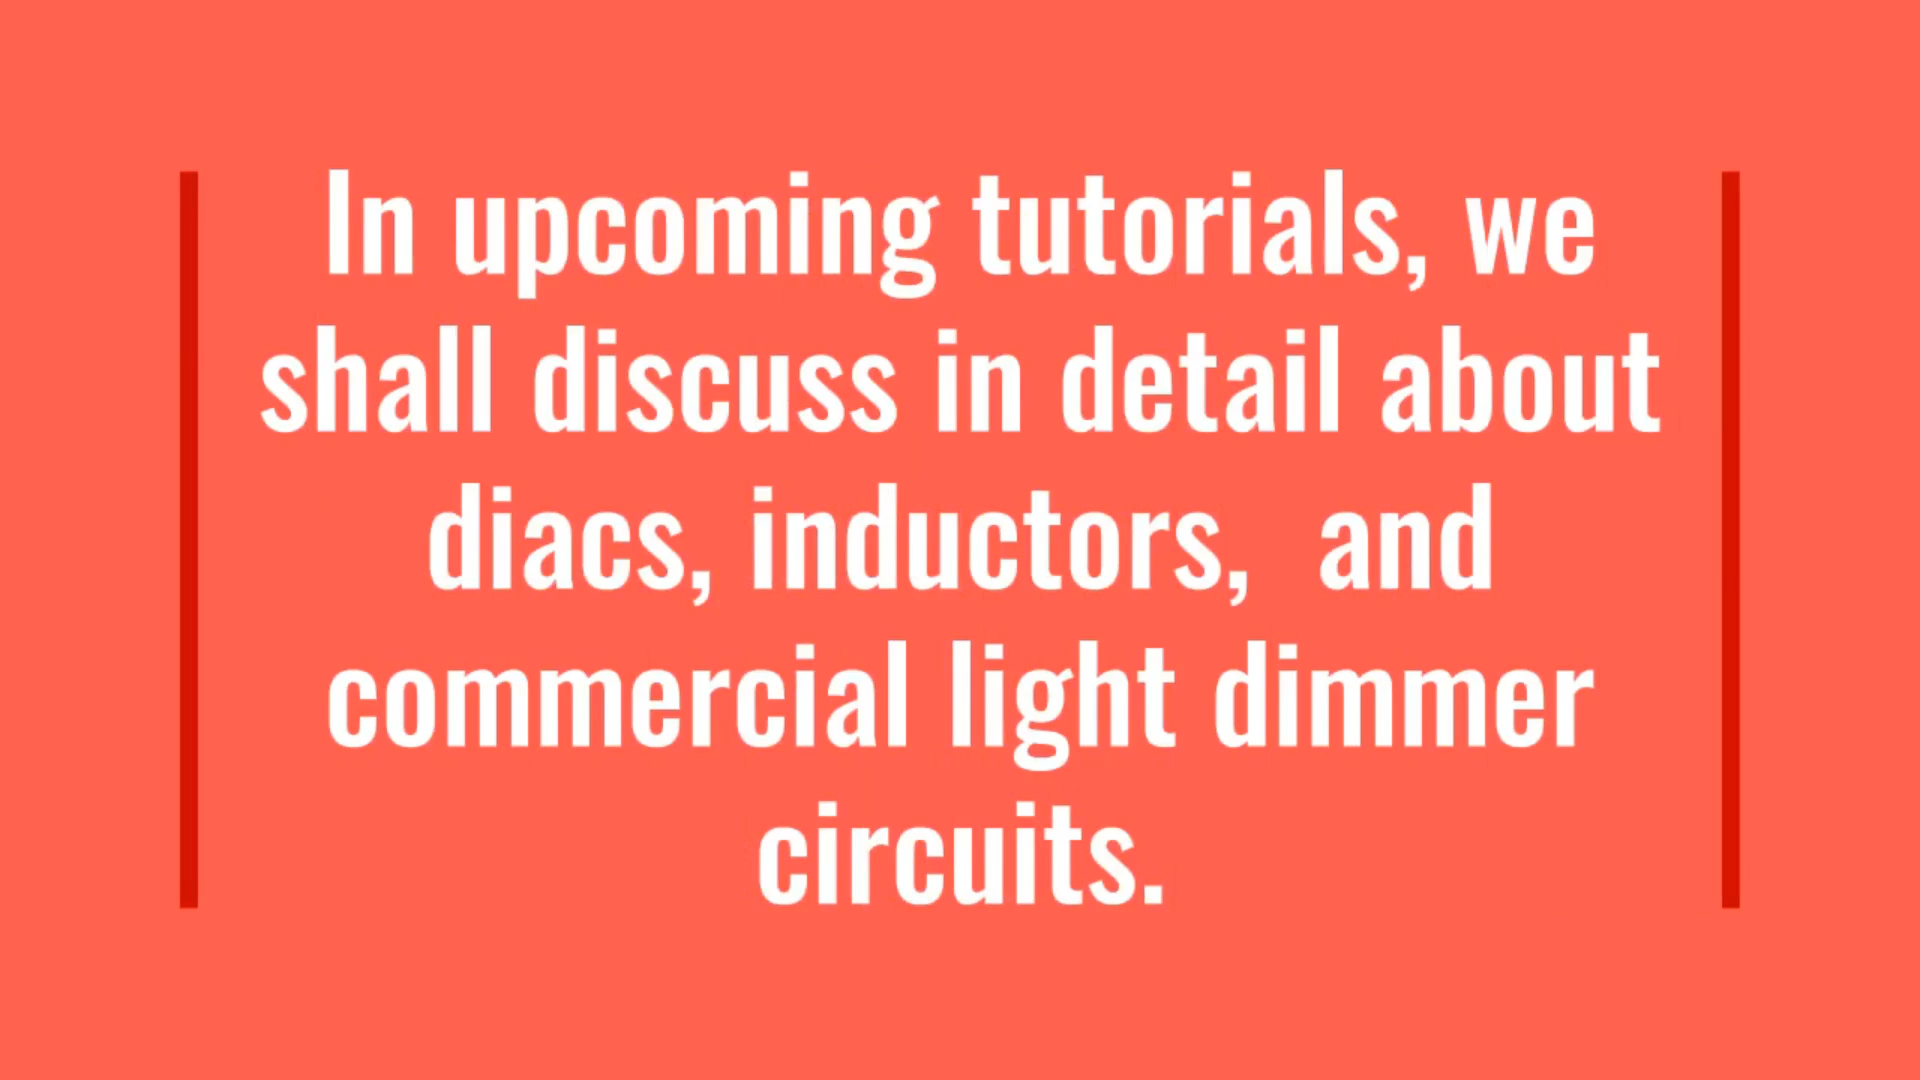 In upcoming tutorials, we
shall discuss in detail about
diacs, inductors,  and
commercial light dimmer
circuits.